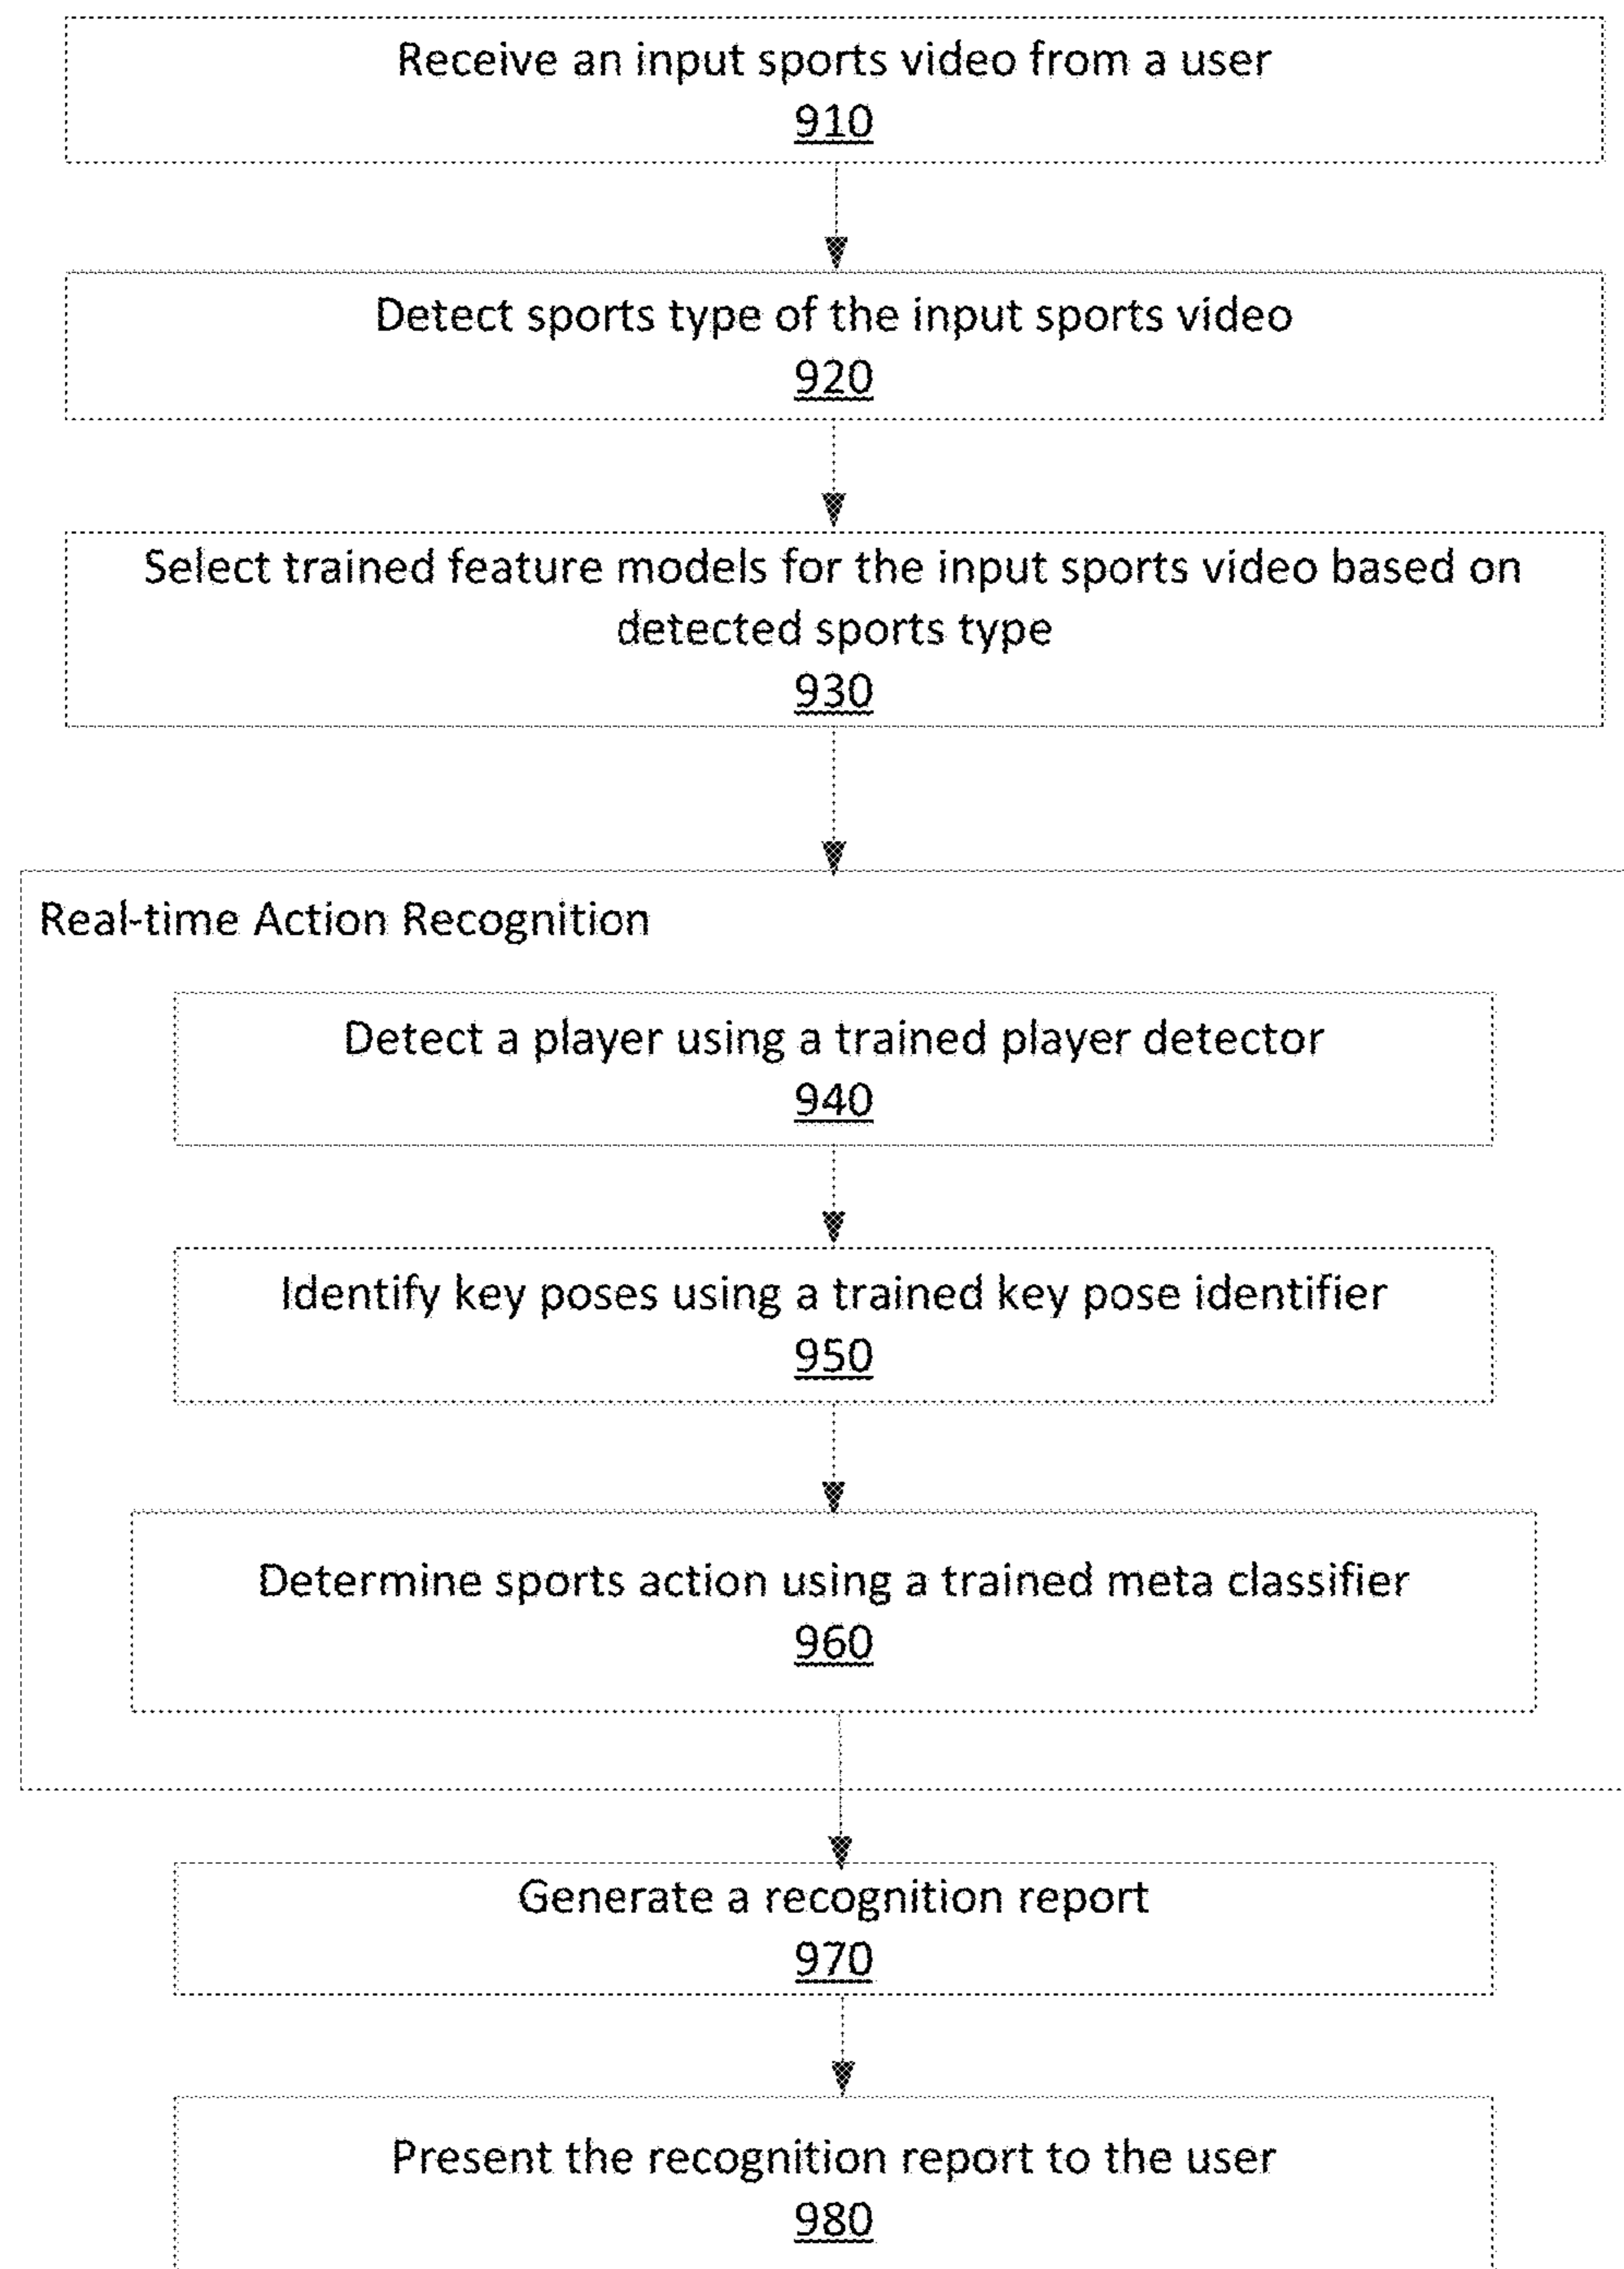 Receive an input sports video from a user
910
Detect sports type of the input sports video
920
Select trained feature models for the input sports video based on
detected sports type
930
Real-time Action Recognition
Detect a player using a trained player detector
940
Identify key poses using a trained key pose identifier
950
Determine sports action using a trained meta classifier
960
Generate a recognition report
970
Present the recognition report to the user
980